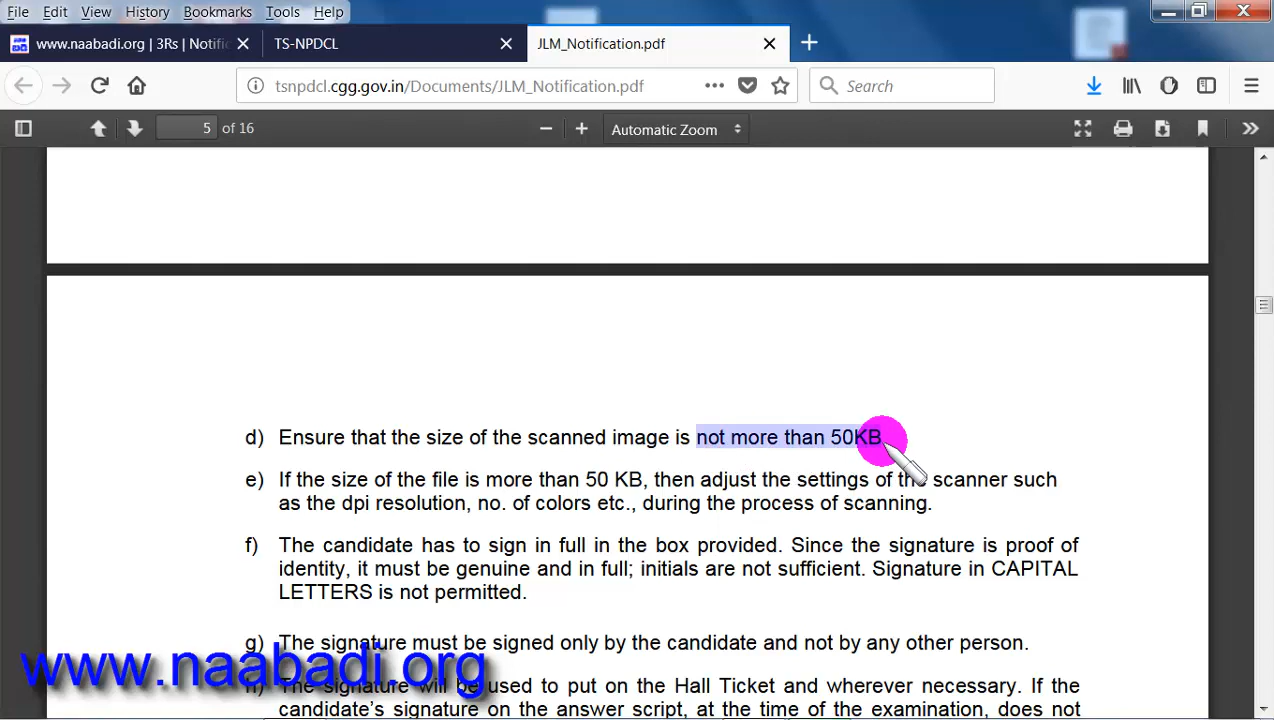 File Edit View History Bookmarks Tools Help
www.naabadi.org | 3Rs | Notific
TS-NPDCL
JLM_Notification.pdf
tsnpdcl.cgg.gov.in/Documents/JLM_Notification.pdf
Search
5 of 16
Automatic Zoom
d) Ensure that the size of the scanned image is not more than 50KB
e) If the size of the file is more than 50 KB, then adjust the settings of the scanner such
as the dpi resolution, no. of colors etc., during the process of scanning.
f) The candidate has to sign in full in the box provided. Since the signature is proof of
identity, it must be genuine and in full; initials are not sufficient. Signature in CAPITAL
LETTERS is not permitted.
g) The signature must be signed only by the candidate and not by any other person.
www.naabadi.org
h) The signature will be used to put on the Hall Ticket and wherever necessary. If the
candidate's signature on the answer script, at the time of the examination, does not